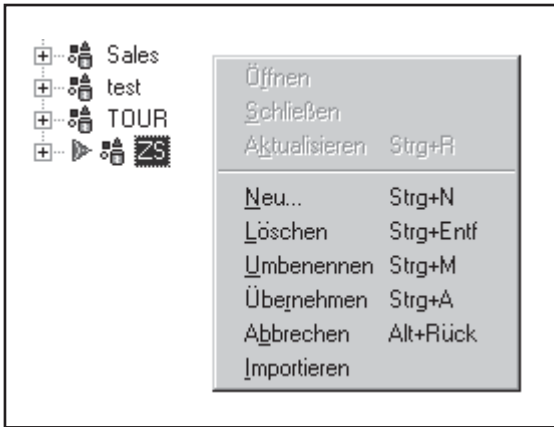 Sales
test
TOUR
ZS
Öffnen
Schließen
Aktualisieren Strg+R
Neu... Strg+N
Löschen Strg+Entf
Umbenennen Strg+M
Übernehmen Strg+A
Abbrechen Alt+Rück
Importieren